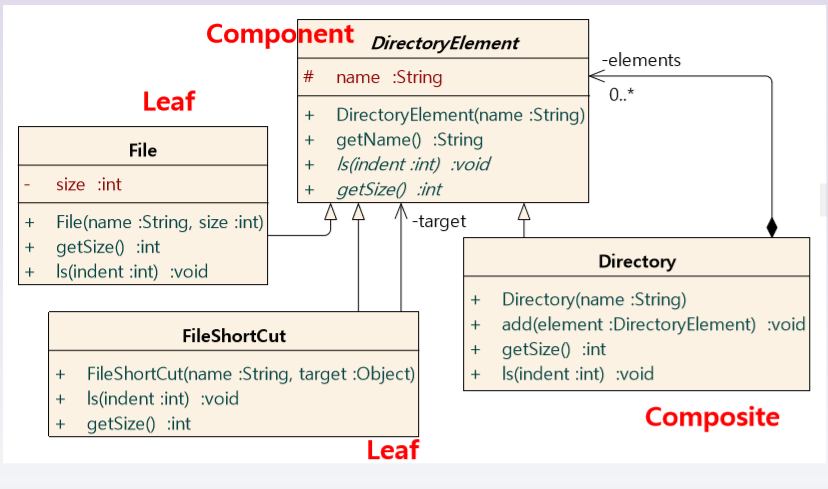 Component
DirectoryElement
# name :String
+ DirectoryElement(name :String)
+ getName() :String
+ ls(indent :int) :void
+ getSize() :int
-elements
0..*
Leaf
File
- size :int
+ File(name :String, size :int)
+ getSize() :int
+ ls(indent :int) :void
-target
Directory
+ Directory(name :String)
+ add(element :DirectoryElement) :void
+ getSize() :int
+ ls(indent :int) :void
Composite
FileShortCut
+ FileShortCut(name :String, target :Object)
+ ls(indent :int) :void
+ getSize() :int
Leaf